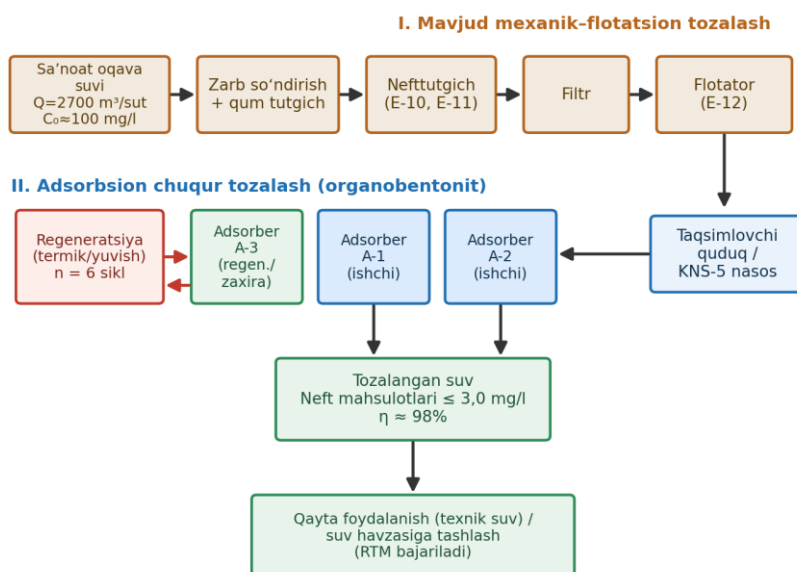 I. Mavjud mexanik–flotatsion tozalash
Sa’noat oqava
suvi
Q=2700 m³/sut
C₀≈100 mg/l
Zarb so‘ndirish
+ qum tutgich
Nefttutgich
(E-10, E-11)
Filtr
Flotator
(E-12)
II. Adsorbsion chuqur tozalash (organobentonit)
Regeneratsiya
(termik/yuvish)
n = 6 sikl
Adsorber
A-3
(regen./
zaxira)
Adsorber
A-1
(ishchi)
Adsorber
A-2
(ishchi)
Taqsimlovchi
quduq /
KNS-5 nasos
Tozalangan suv
Neft mahsulotlari ≤ 3,0 mg/l
η ≈ 98%
Qayta foydalanish (texnik suv) /
suv havzasiga tashlash
(RTM bajariladi)